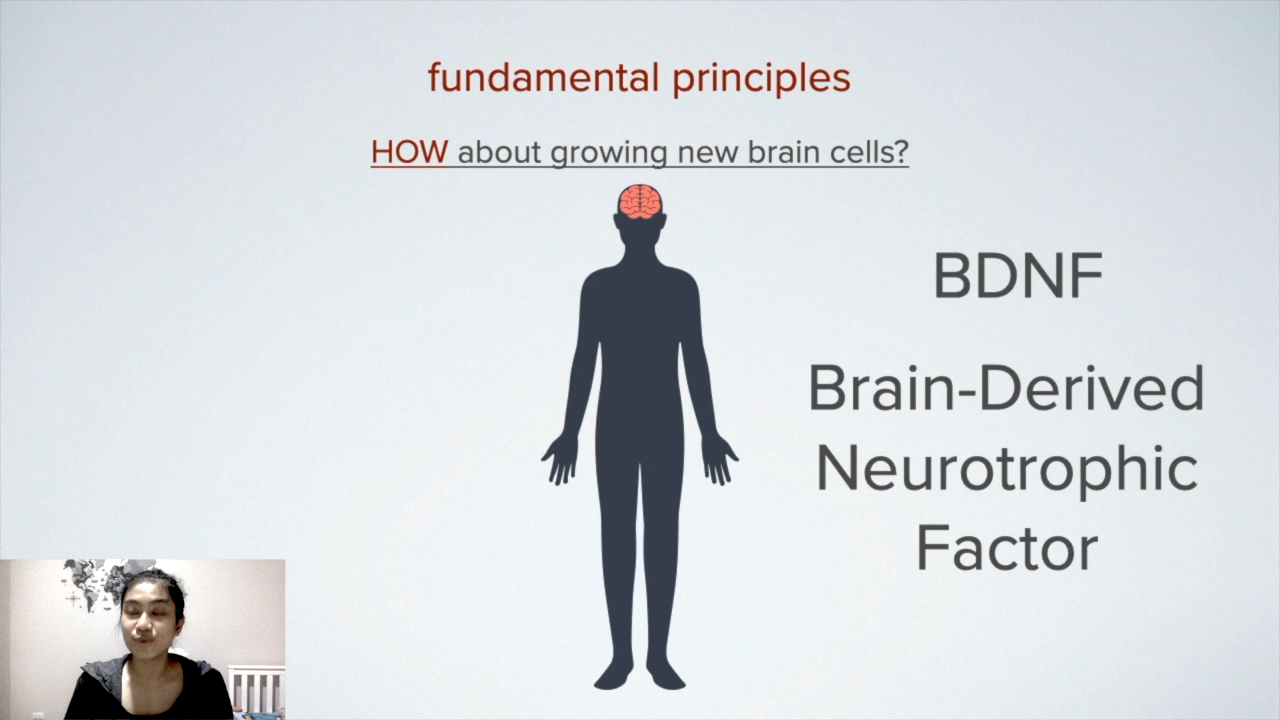 fundamental principles
HOW about growing new brain cells?
BDNF
Brain-Derived
Neurotrophic
Factor